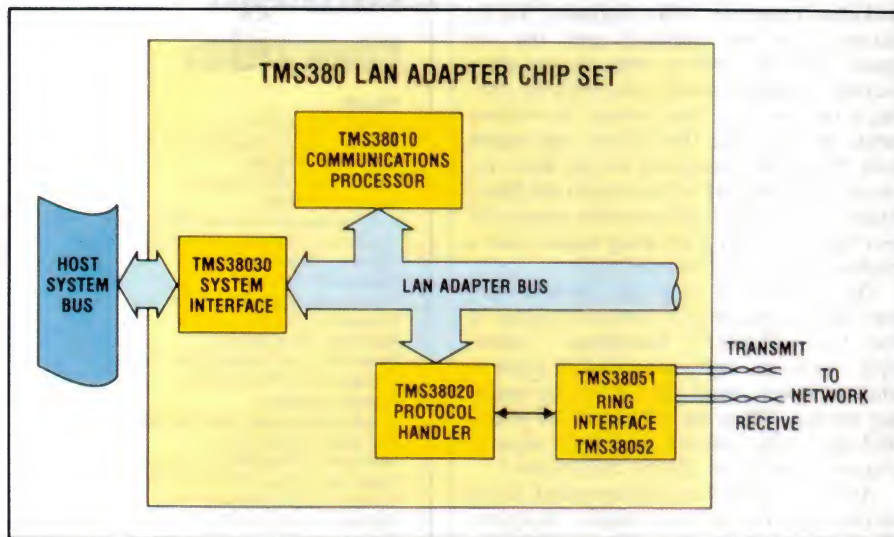 TMS380 LAN ADAPTER CHIP SET
TMS38010
COMMUNICATIONS
PROCESSOR
HOST
SYSTEM
BUS
TMS38030
SYSTEM
INTERFACE
LAN ADAPTER BUS
TMS38020
PROTOCOL
HANDLER
TMS38051
RING
INTERFACE
TMS38052
TRANSMIT
TO
NETWORK
RECEIVE